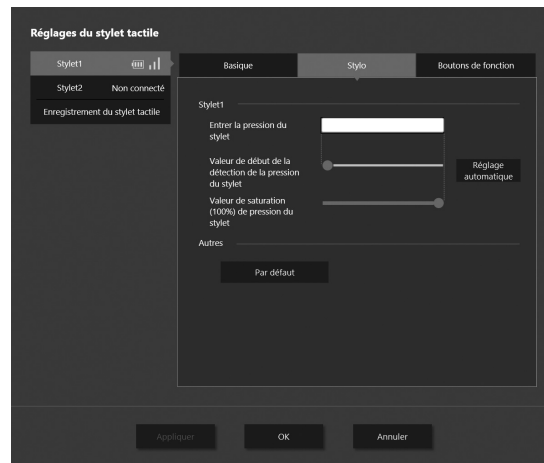 Réglages du stylet tactile
Stylet1
Stylet2 Non connecté
Enregistrement du stylet tactile
Basique Stylo Boutons de fonction
Stylet1
Entrer la pression du
stylet
Valeur de début de la
détection de la pression
du stylet
Réglage
automatique
Valeur de saturation
(100%) de pression du
stylet
Autres
Par défaut
Appliquer OK Annuler